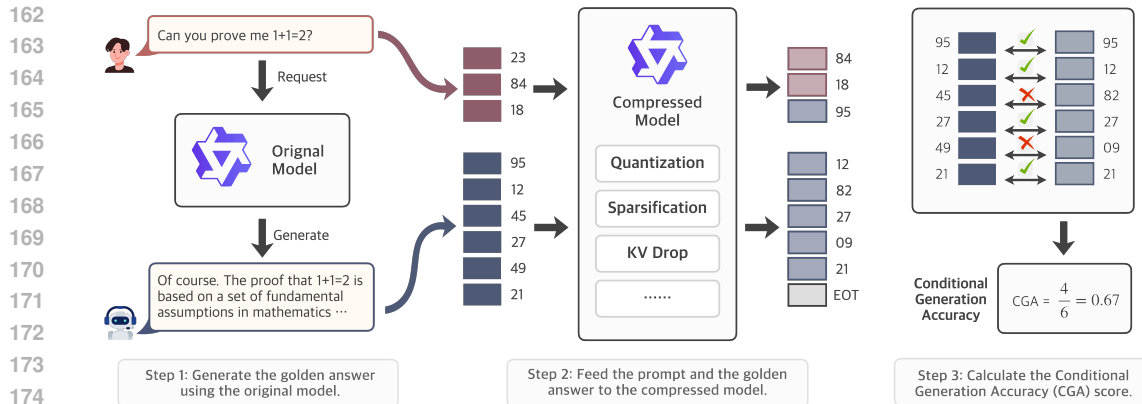 162
163
164
165
166
167
168
169
170
171
172
173
174
Can you prove me 1+1=2?
Request
Orignal
Model
Generate
Of course. The proof that 1+1=2 is
based on a set of fundamental
assumptions in mathematics ...
Step 1: Generate the golden answer
using the original model.
23
84
18
95
12
45
27
49
21
Compressed
Model
Quantization
Sparsification
KV Drop
......
84
18
95
12
82
27
09
21
EOT
Step 2: Feed the prompt and the golden
answer to the compressed model.
95 95
12 12
45 82
27 27
49 09
21 21
Conditional
Generation
Accuracy
CGA = 4/6 = 0.67
Step 3: Calculate the Conditional
Generation Accuracy (CGA) score.